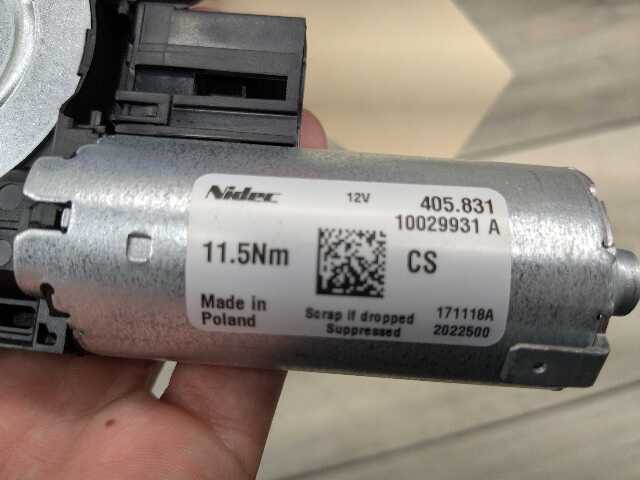 Nidec 12V 405.831
10029931 A
11.5Nm CS
Made in
Poland
Scrap if dropped
Suppressed
171118A
2022500